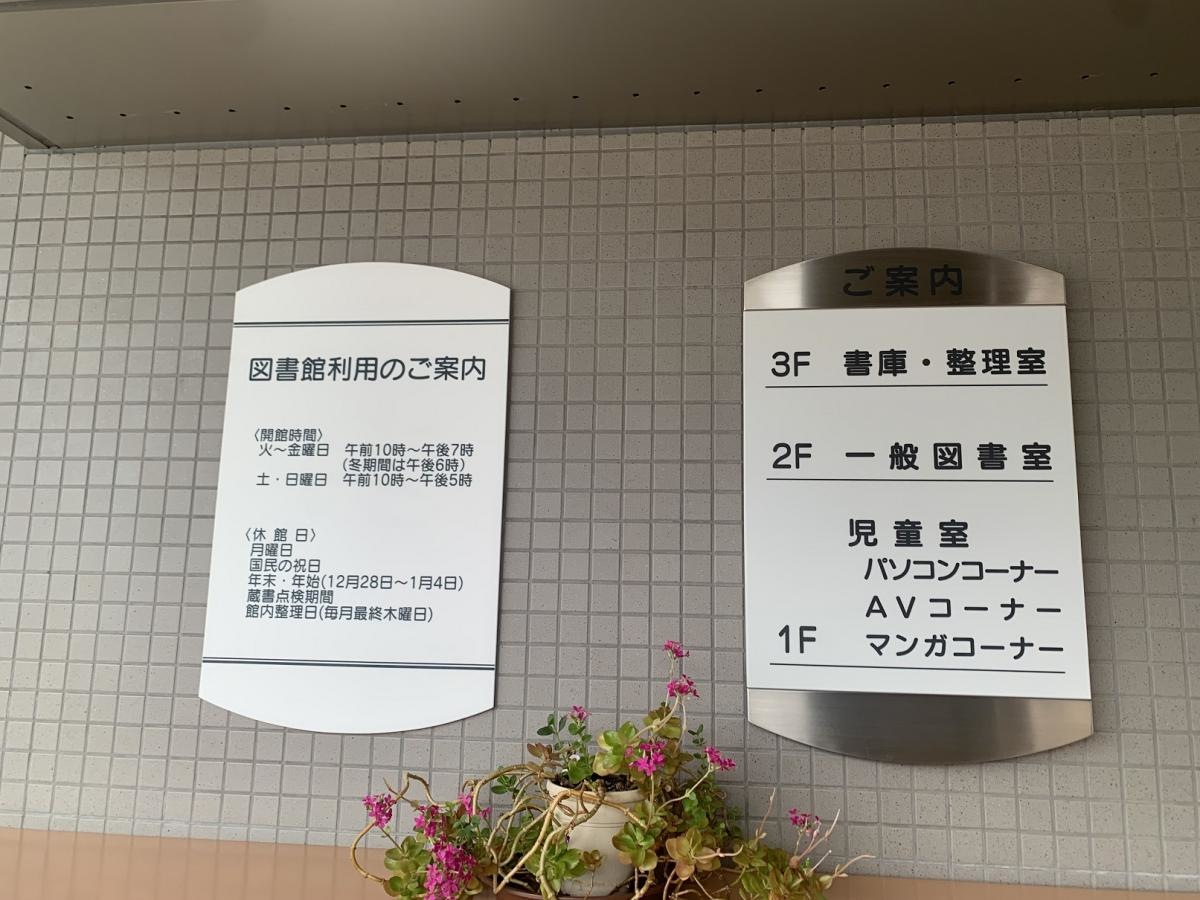 図書館利用のご案内
〈開館時間〉
火～金曜日 午前10時～午後7時
(冬期間は午後6時)
土・日曜日 午前10時～午後5時
〈休館日〉
月曜日
国民の祝日
年末・年始(12月28日～1月4日)
蔵書点検期間
館内整理日(毎月最終木曜日)
ご案内
3F 書庫・整理室
2F 一般図書室
児童室
パソコンコーナー
AVコーナー
1F マンガコーナー